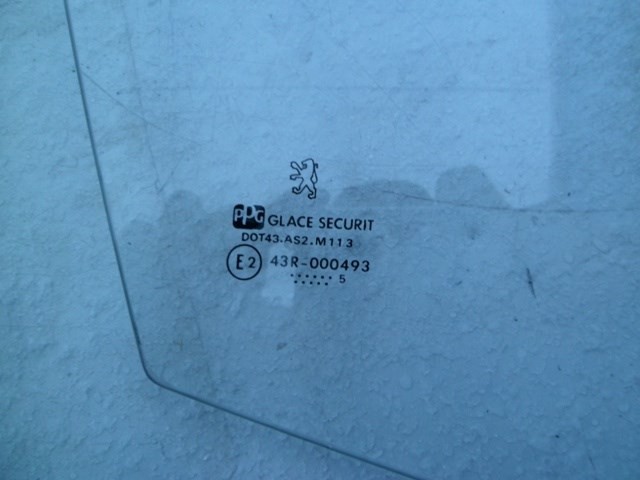 PPG GLACE SECURIT
DOT43.AS2.M113
E2 43R-000493
5